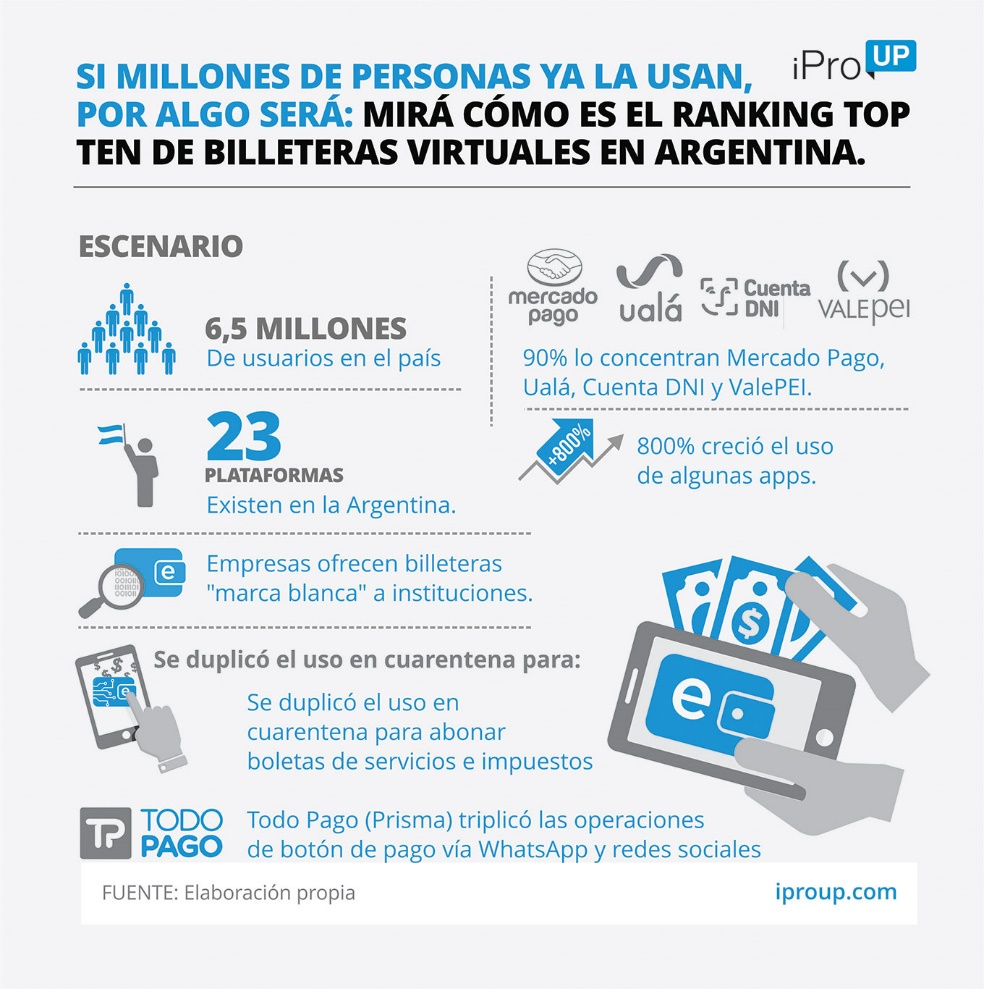 iPro UP
SI MILLONES DE PERSONAS YA LA USAN,
POR ALGO SERÁ: MIRÁ CÓMO ES EL RANKING TOP
TEN DE BILLETERAS VIRTUALES EN ARGENTINA.
ESCENARIO
6,5 MILLONES
De usuarios en el país
mercado
pago
ualá
Cuenta
DNI
VALEpei
90% lo concentran Mercado Pago,
Ualá, Cuenta DNI y ValePEI.
23
PLATAFORMAS
Existen en la Argentina.
+800%
800% creció el uso
de algunas apps.
e
Empresas ofrecen billeteras
"marca blanca" a instituciones.
Se duplicó el uso en cuarentena para:
Se duplicó el uso en
cuarentena para abonar
boletas de servicios e impuestos
$
e
TP TODO
PAGO
Todo Pago (Prisma) triplicó las operaciones
de botón de pago vía WhatsApp y redes sociales
FUENTE: Elaboración propia
iproup.com